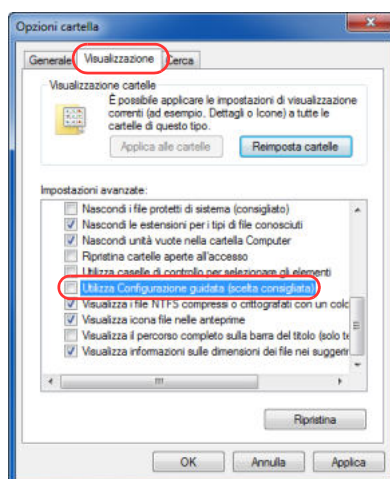 Opzioni cartella
Generale Visualizzazione Cerca
Visualizzazione cartelle
È possibile applicare le impostazioni di visualizzazione
correnti (ad esempio, Dettagli o Icone) a tutte le
cartelle di questo tipo.
Applica alle cartelle Reimposta cartelle
Impostazioni avanzate:
Nascondi i file protetti di sistema (consigliato)
Nascondi le estensioni per i tipi di file conosciuti
Nascondi unità vuote nella cartella Computer
Ripristina cartelle aperte all'accesso
Utilizza caselle di controllo per selezionare gli elementi
Utilizza Configurazione guidata (scelta consigliata)
Visualizza i file NTFS compressi o crittografati con un colo
Visualizza icona file nelle anteprime
Visualizza il percorso completo sulla barra del titolo (solo te
Visualizza informazioni sulle dimensioni dei file nei suggerim
Ripristina
OK Annulla Applica